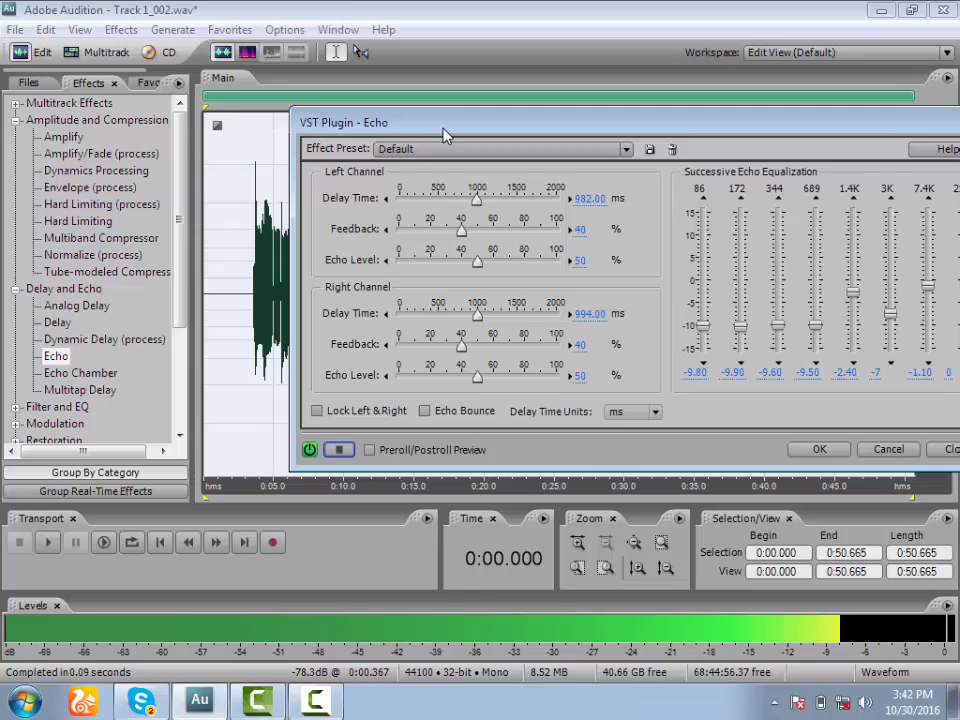 Au Adobe Audition - Track 1_002.wav*
File Edit View Effects Generate Favorites Options Window Help
Edit Multitrack CD Workspace: Edit View (Default)
Files Effects Favo Main
Multitrack Effects
Amplitude and Compression
Amplify
Amplify/Fade (process)
Dynamics Processing
Envelope (process)
Hard Limiting (process)
Hard Limiting
Multiband Compressor
Normalize (process)
Tube-modeled Compress
Delay and Echo
Analog Delay
Delay
Dynamic Delay (process)
Echo
Echo Chamber
Multitap Delay
Filter and EQ
Modulation
Restoration
Group By Category
Group Real-Time Effects
VST Plugin - Echo
Effect Preset: Default Help
Left Channel
0 500 1000 1500 2000
Delay Time: 982.00 ms
0 20 40 60 80 100
Feedback: 40 %
0 20 40 60 80 100
Echo Level: 50 %
Right Channel
0 500 1000 1500 2000
Delay Time: 994.00 ms
0 20 40 60 80 100
Feedback: 40 %
0 20 40 60 80 100
Echo Level: 50 %
Lock Left & Right Echo Bounce Delay Time Units: ms
Successive Echo Equalization
86 172 344 689 1.4K 3K 7.4K
15
10
5
0
-5
-10
-15
15
10
5
0
-5
-10
-15
-9.80 -9.90 -9.60 -9.50 -2.40 -7 -1.10 0
Preroll/Postroll Preview OK Cancel Clo
hms 0:05.0 0:10.0 0:15.0 0:20.0 0:25.0 0:30.0 0:35.0 0:40.0 0:45.0 hms
Transport Time Zoom Selection/View
0:00.000
Begin End Length
Selection 0:00.000 0:50.665 0:50.665
View 0:00.000 0:50.665 0:50.665
Levels
dB -69 -66 -63 -60 -57 -54 -51 -48 -45 -42 -39 -36 -33 -30 -27 -24 -21 -18 -15 -12 -9 -6 -3 0
Completed in 0.09 seconds -78.3dB @ 0:00.367 44100 • 32-bit • Mono 8.52 MB 40.66 GB free 68:44:56.37 free Waveform
2 Au C C
3:42 PM
10/30/2016